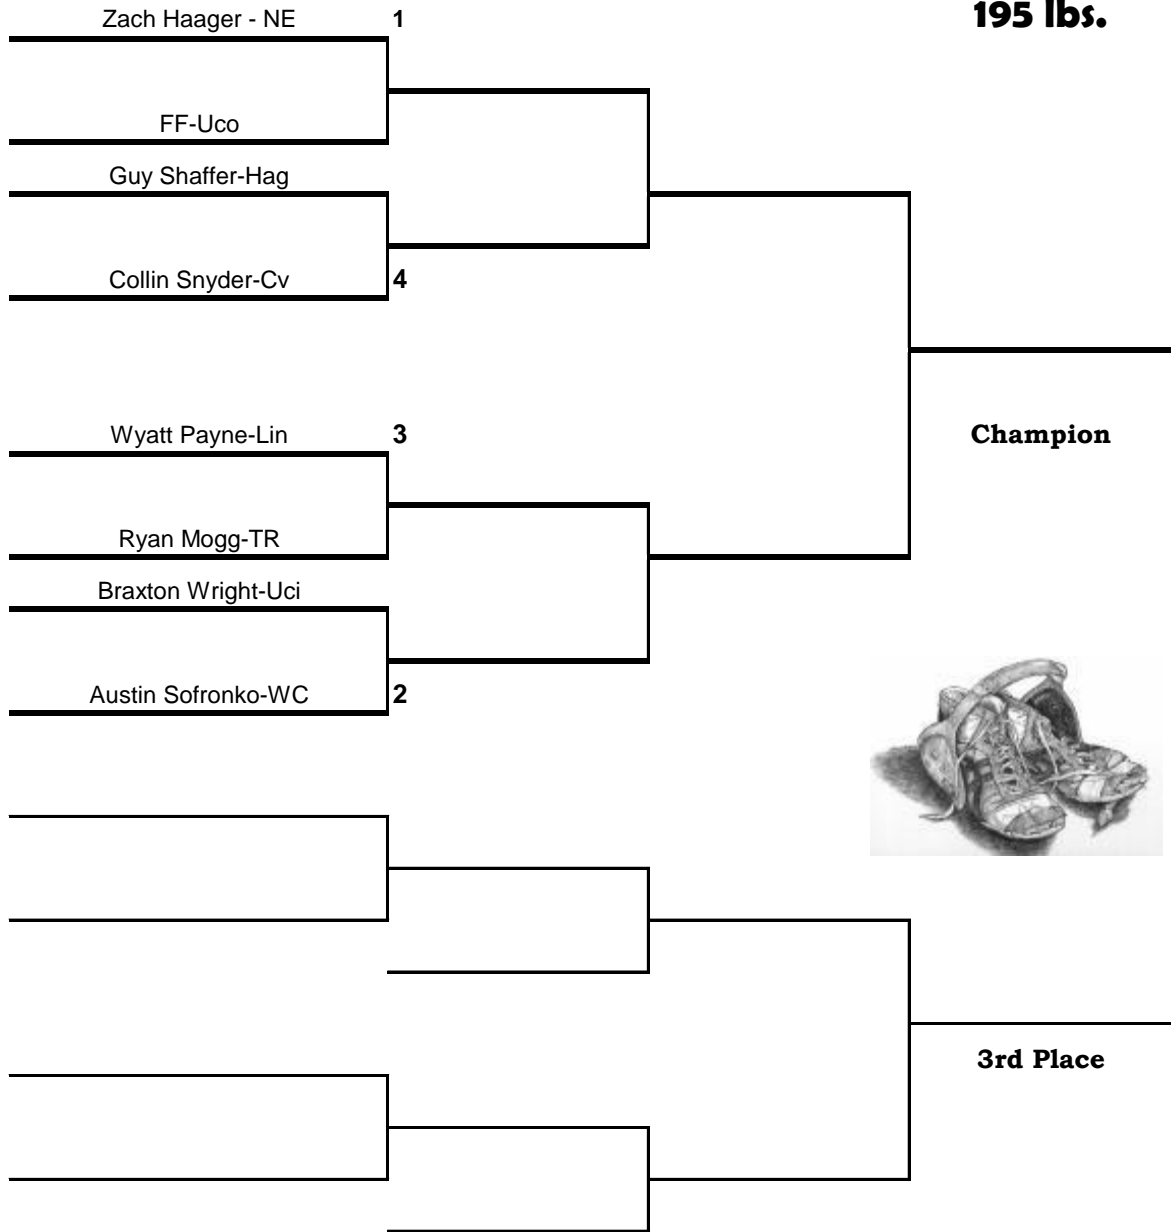 195 lbs.
Zach Haager - NE 1
FF-Uco
Guy Shaffer-Hag
Collin Snyder-Cv 4
Wyatt Payne-Lin 3
Champion
Ryan Mogg-TR
Braxton Wright-Uci
Austin Sofronko-WC 2
3rd Place